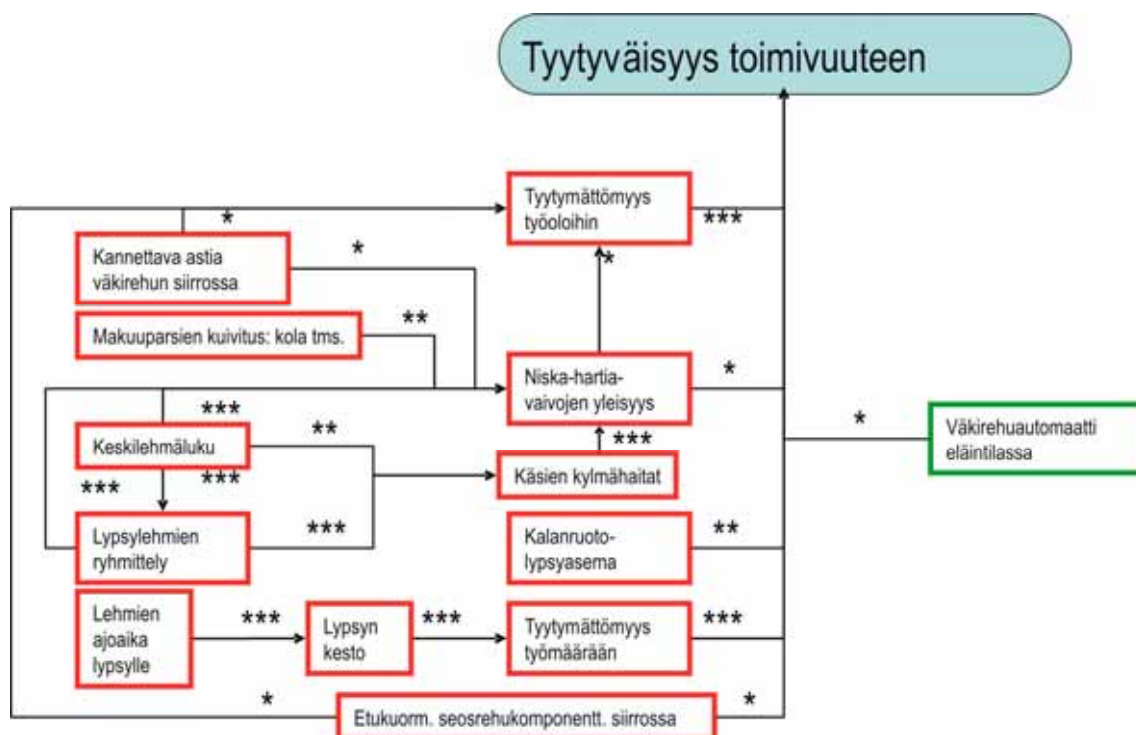 Tyytyväisyys toimivuuteen
Tyytymättömyys
työoloihin
***
*
Kannettava astia
väkirehun siirrossa
*
*
Makuuparsien kuivitus: kola tms.
**
Niska-hartia-
vaivojen yleisyys
*
***
Keskilehmäluku
**
***
Käsien kylmähaitat
*
Väkirehuautomaatti
eläintilassa
***
***
Lypsylehmien
ryhmittely
***
Kalanruoto-
lypsyasema
**
Lehmien
ajoaika
lypsylle
***
Lypsyn
kesto
***
Tyytymättömyys
työmäärään
***
*
Etukuorm. seosrehukomponentt. siirrossa
*